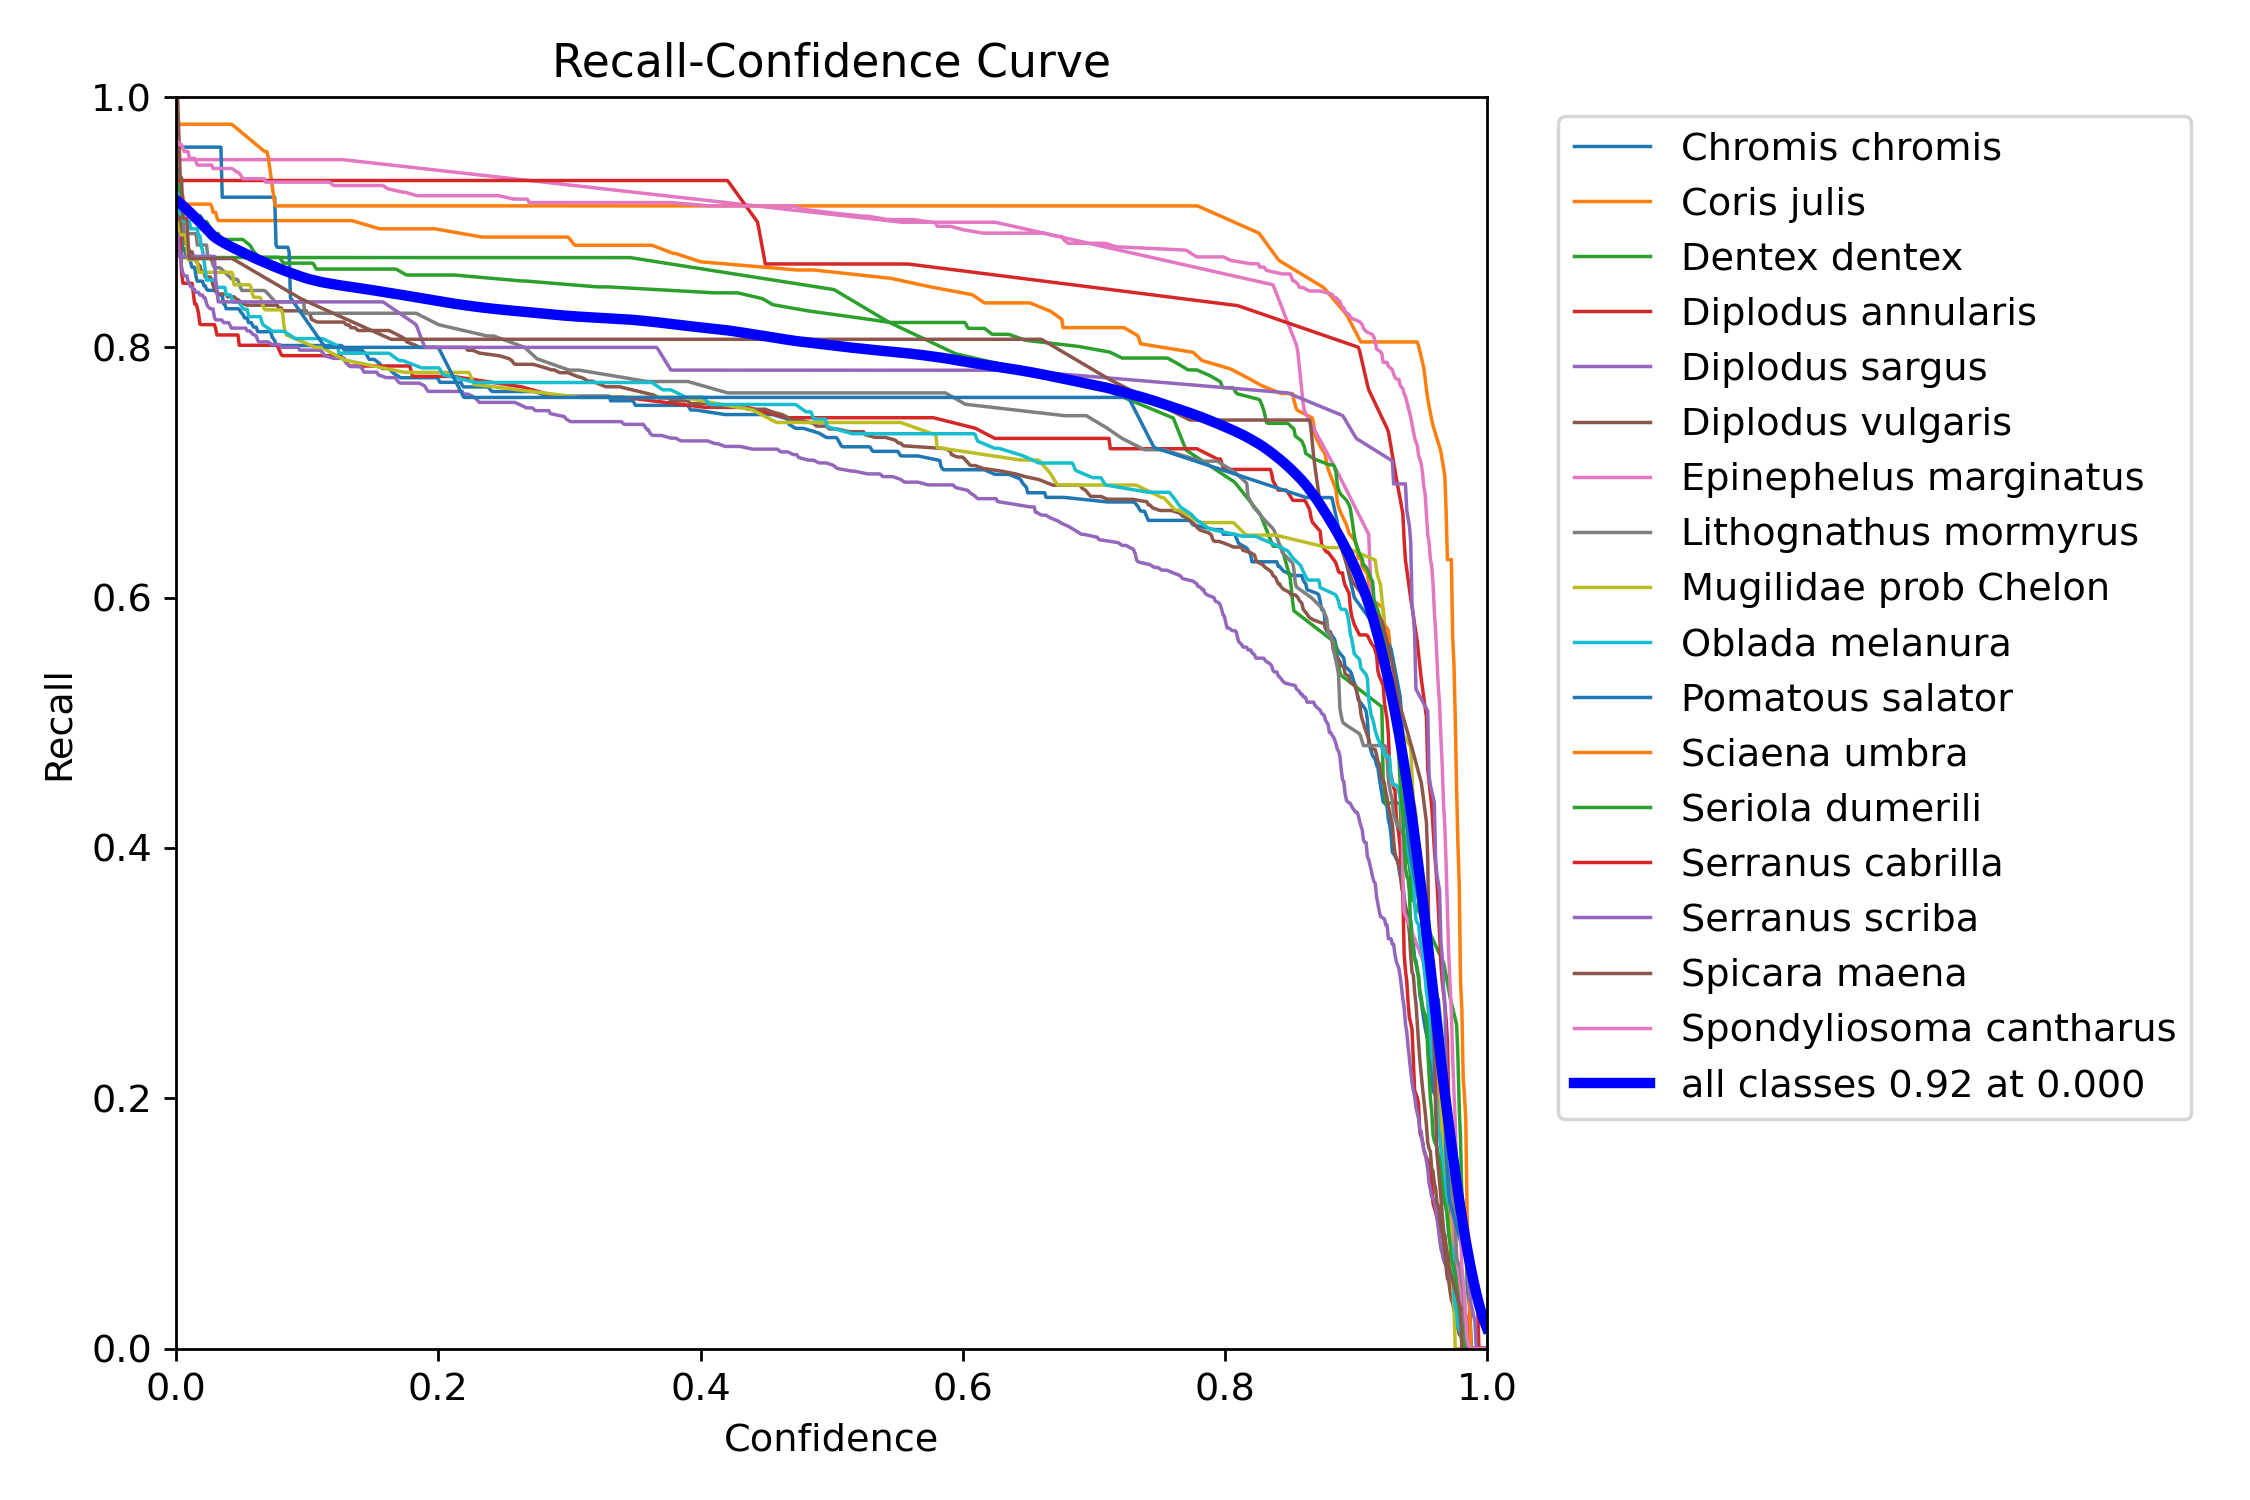 Recall-Confidence Curve
1.0
0.8
0.6
0.4
0.2
0.0
Recall
0.0 0.2 0.4 0.6 0.8 1.0
Confidence
Chromis chromis
Coris julis
Dentex dentex
Diplodus annularis
Diplodus sargus
Diplodus vulgaris
Epinephelus marginatus
Lithognathus mormyrus
Mugilidae prob Chelon
Oblada melanura
Pomatous salator
Sciaena umbra
Seriola dumerili
Serranus cabrilla
Serranus scriba
Spicara maena
Spondyliosoma cantharus
all classes 0.92 at 0.000